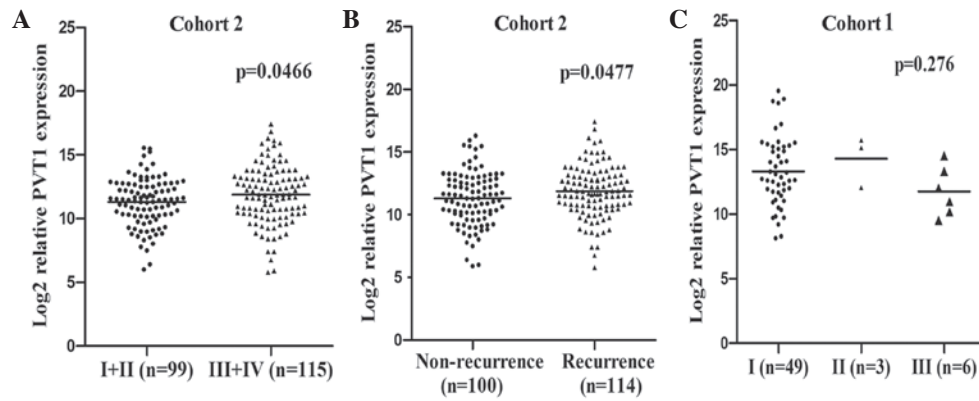 A
Cohort 2
p=0.0466
Log2 relative PVT1 expression
25
20
15
10
5
0
I+II (n=99)
III+IV (n=115)
B
Cohort 2
p=0.0477
Log2 relative PVT1 expression
25
20
15
10
5
0
Non-recurrence
(n=100)
Recurrence
(n=114)
C
Cohort 1
p=0.276
Log2 relative PVT1 expression
25
20
15
10
5
0
I (n=49)
II (n=3)
III (n=6)